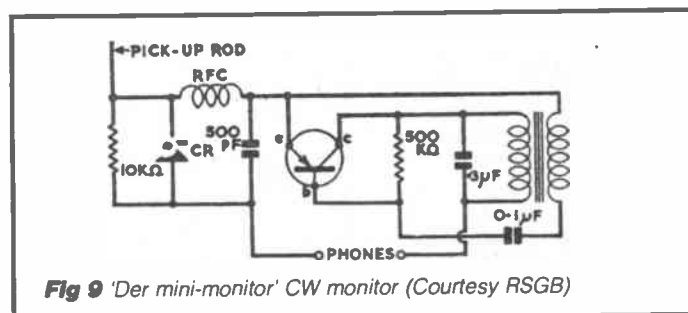 PICK-UP ROD
RFC
10KΩ
CR
500
PF
e
c
b
500
KΩ
·3μF
0·1μF
PHONES
Fig 9 'Der mini-monitor' CW monitor (Courtesy RSGB)